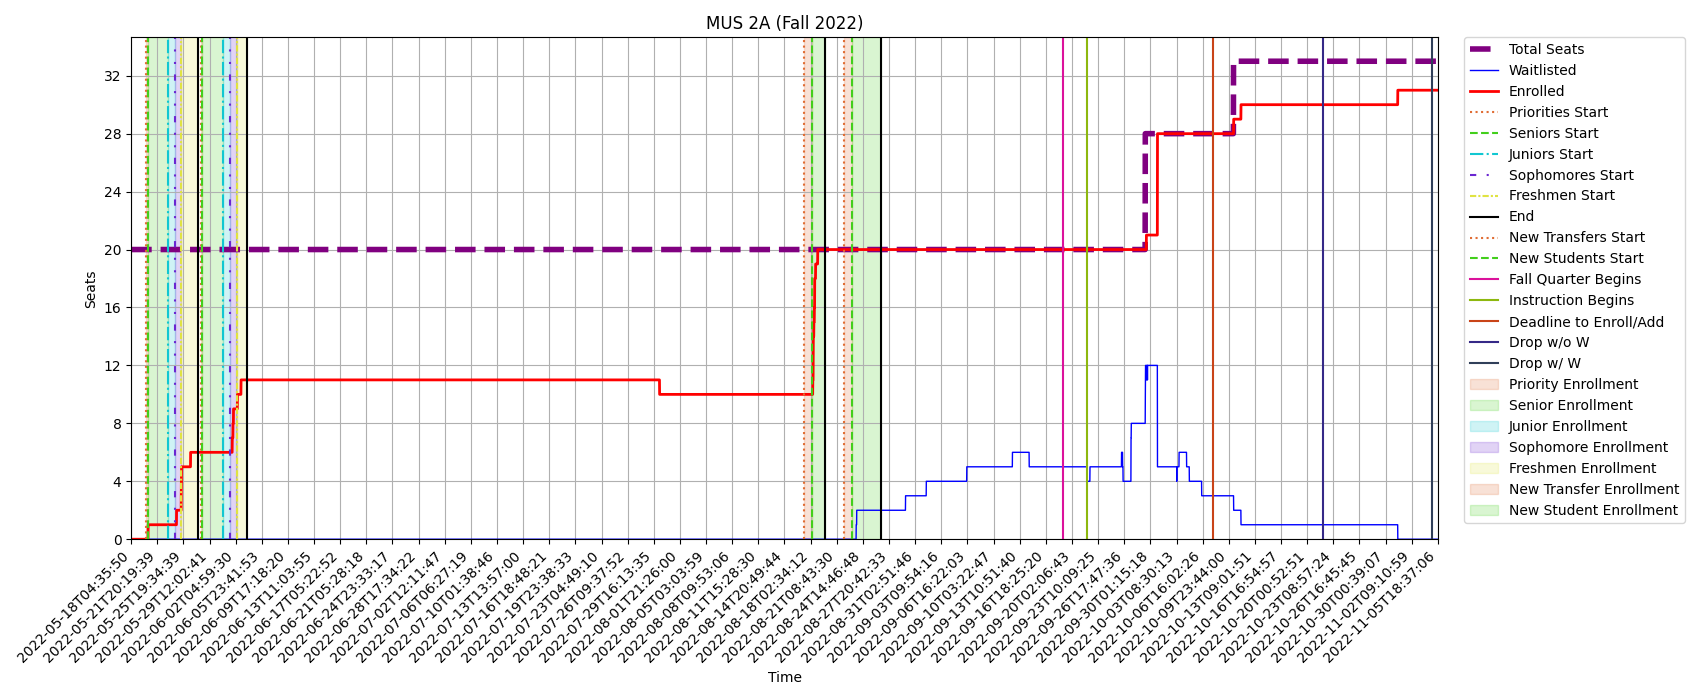 MUS 2A (Fall 2022)
Seats
32
28
24
20
16
12
8
4
0
2022-05-18T04:35:50
2022-05-21T20:19:39
2022-05-25T19:34:39
2022-05-29T12:02:41
2022-06-02T04:59:30
2022-06-05T23:41:53
2022-06-09T17:18:20
2022-06-13T11:03:55
2022-06-17T05:22:52
2022-06-21T05:28:18
2022-06-24T23:33:17
2022-06-28T17:34:22
2022-07-02T12:11:47
2022-07-06T06:27:19
2022-07-10T01:38:46
2022-07-13T13:57:00
2022-07-16T18:48:21
2022-07-19T23:38:33
2022-07-23T04:49:10
2022-07-26T09:37:52
2022-07-29T16:13:35
2022-08-01T21:26:00
2022-08-05T03:03:59
2022-08-08T09:53:06
2022-08-11T15:28:30
2022-08-14T20:49:44
2022-08-18T02:34:12
2022-08-21T08:43:30
2022-08-24T14:46:48
2022-08-27T20:42:33
2022-08-31T02:51:46
2022-09-03T09:54:16
2022-09-06T16:22:03
2022-09-10T03:22:47
2022-09-13T10:51:40
2022-09-16T18:25:20
2022-09-20T02:06:43
2022-09-23T10:09:25
2022-09-26T17:47:36
2022-09-30T01:15:18
2022-10-03T08:30:13
2022-10-06T16:02:26
2022-10-09T23:44:00
2022-10-13T09:01:51
2022-10-16T16:54:57
2022-10-20T00:52:51
2022-10-23T08:57:24
2022-10-26T16:45:45
2022-10-30T00:39:07
2022-11-02T09:10:59
2022-11-05T18:37:06
Time
Total Seats
Waitlisted
Enrolled
Priorities Start
Seniors Start
Juniors Start
Sophomores Start
Freshmen Start
End
New Transfers Start
New Students Start
Fall Quarter Begins
Instruction Begins
Deadline to Enroll/Add
Drop w/o W
Drop w/ W
Priority Enrollment
Senior Enrollment
Junior Enrollment
Sophomore Enrollment
Freshmen Enrollment
New Transfer Enrollment
New Student Enrollment